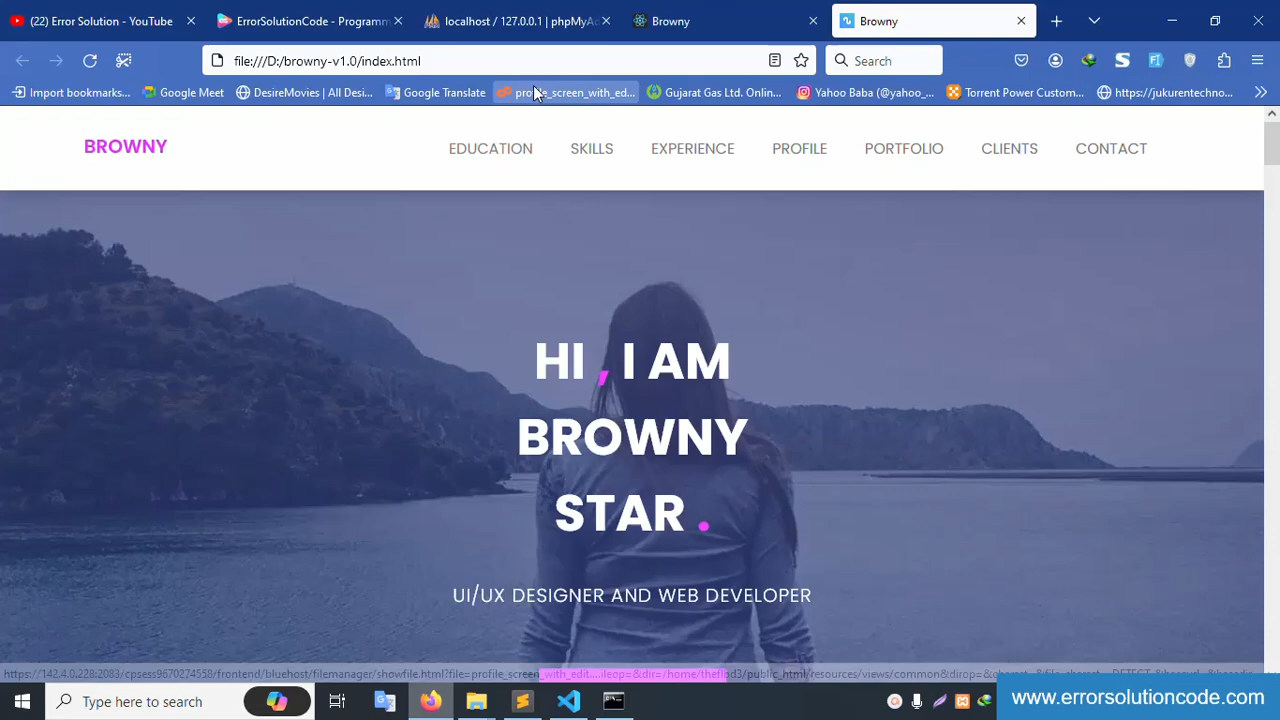 (22) Error Solution - YouTube
ErrorSolutionCode - Programm
localhost / 127.0.0.1 | phpMyAd
Browny
Browny
file:///D:/browny-v1.0/index.html
Search
Import bookmarks...
Google Meet
DesireMovies | All Desi...
Google Translate
profile_screen_with_ed...
Gujarat Gas Ltd. Onlin...
Yahoo Baba (@yahoo_...
Torrent Power Custom...
https://jukurentechno...
BROWNY
EDUCATION
SKILLS
EXPERIENCE
PROFILE
PORTFOLIO
CLIENTS
CONTACT
HI , I AM
BROWNY
STAR .
UI/UX DESIGNER AND WEB DEVELOPER
Type here to search
www.errorsolutioncode.com